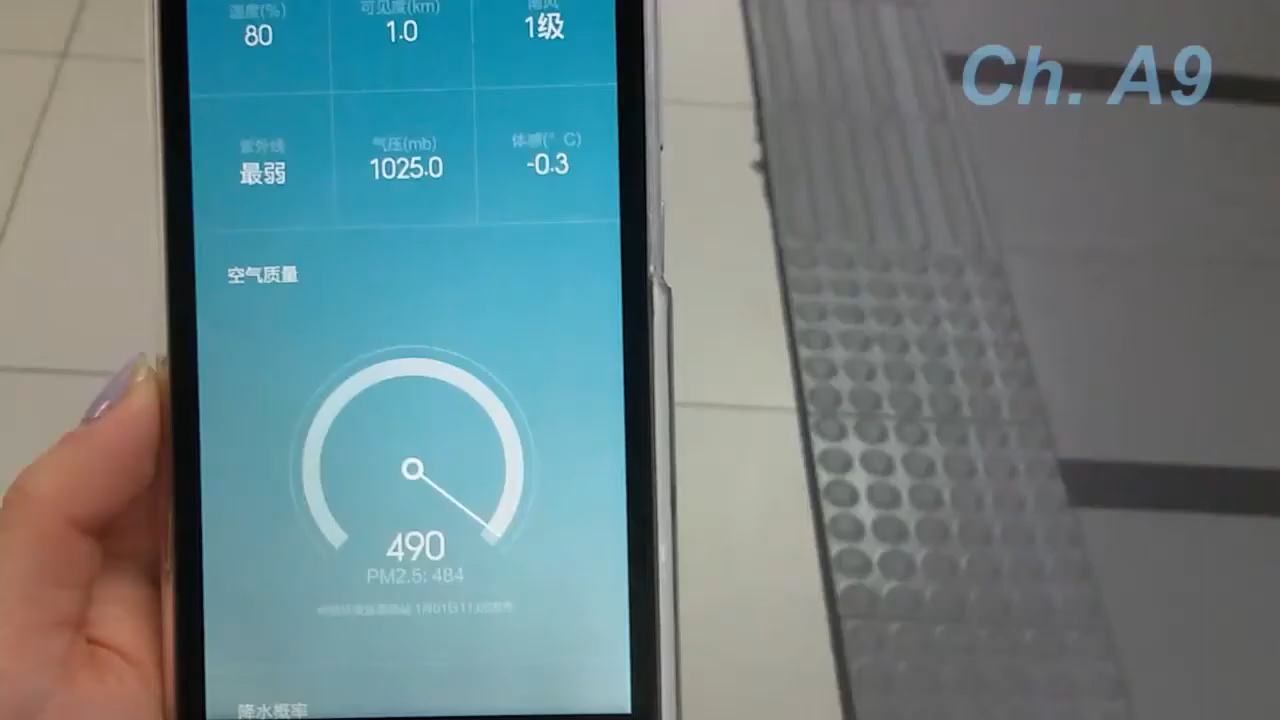 湿度(%) 可见度(km) 南风
80 1.0 1级
紫外线 气压(mb) 体感(°C)
最弱 1025.0 -0.3
空气质量
490
PM2.5: 484
降水概率
Ch. A9